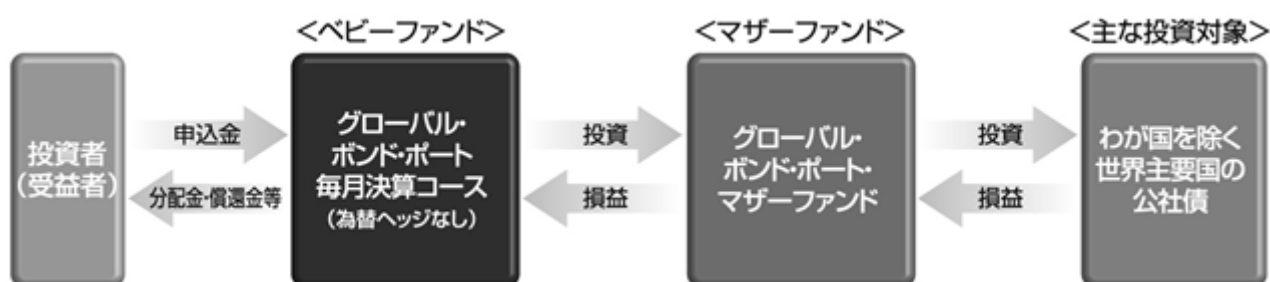 <ベビーファンド>
<マザーファンド>
<主な投資対象>
投資者
(受益者)
申込金
分配金・償還金等
グローバル・
ボンド・ポート
毎月決算コース
(為替ヘッジなし)
投資
損益
グローバル・
ボンド・ポート・
マザーファンド
投資
損益
わが国を除く
世界主要国の
公社債